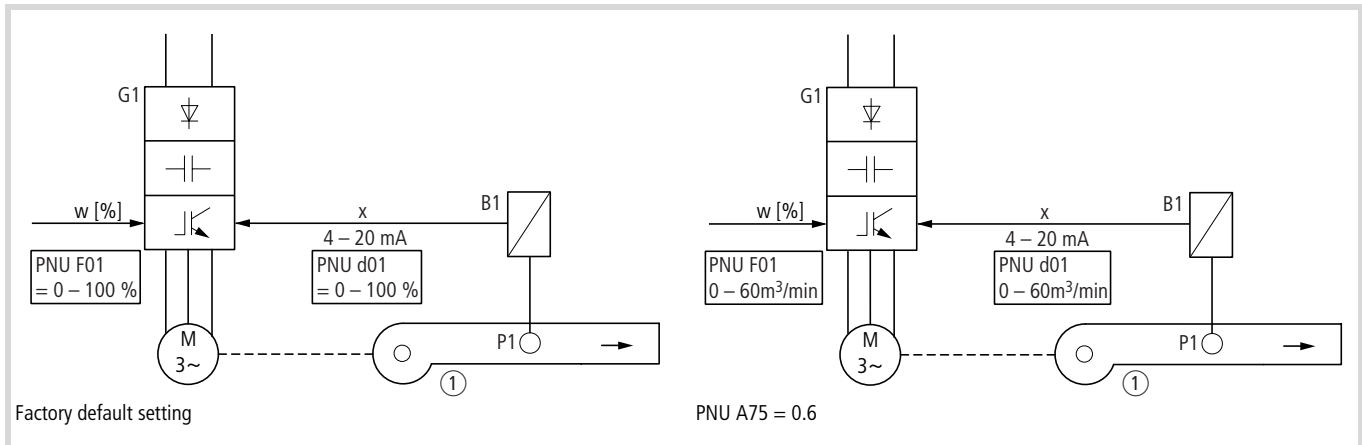 G1
w [%]
x
B1
4 – 20 mA
PNU F01
= 0 – 100 %
PNU d01
= 0 – 100 %
M
3~
P1
1
Factory default setting
G1
w [%]
x
B1
4 – 20 mA
PNU F01
0 – 60m³/min
PNU d01
0 – 60m³/min
M
3~
P1
1
PNU A75 = 0.6